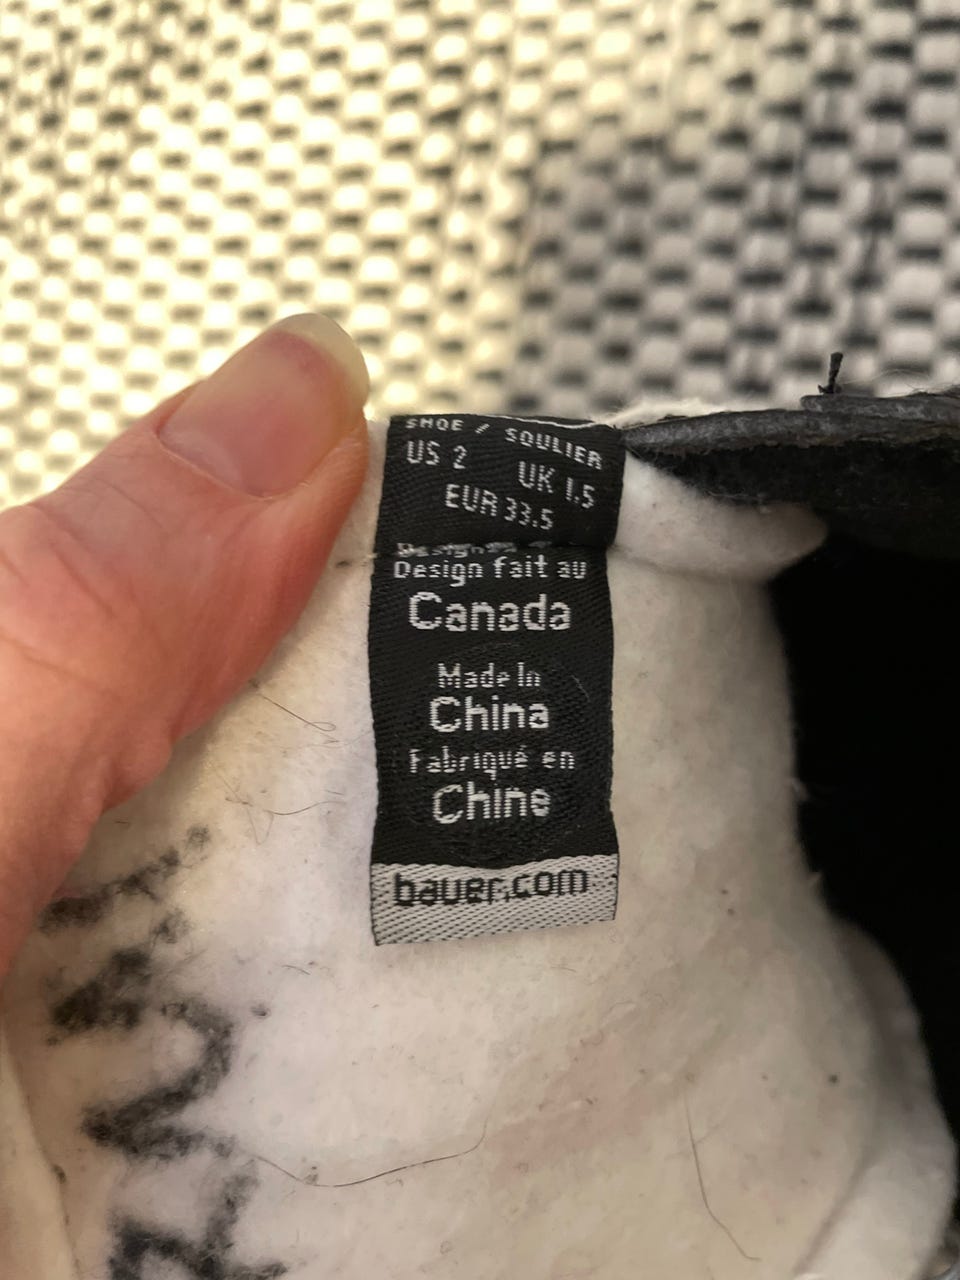 SHOE / SOULIER
US 2 UK 1.5
EUR 33.5
Design fait au
Canada
Made In
China
Fabriqué en
Chine
bauer.com